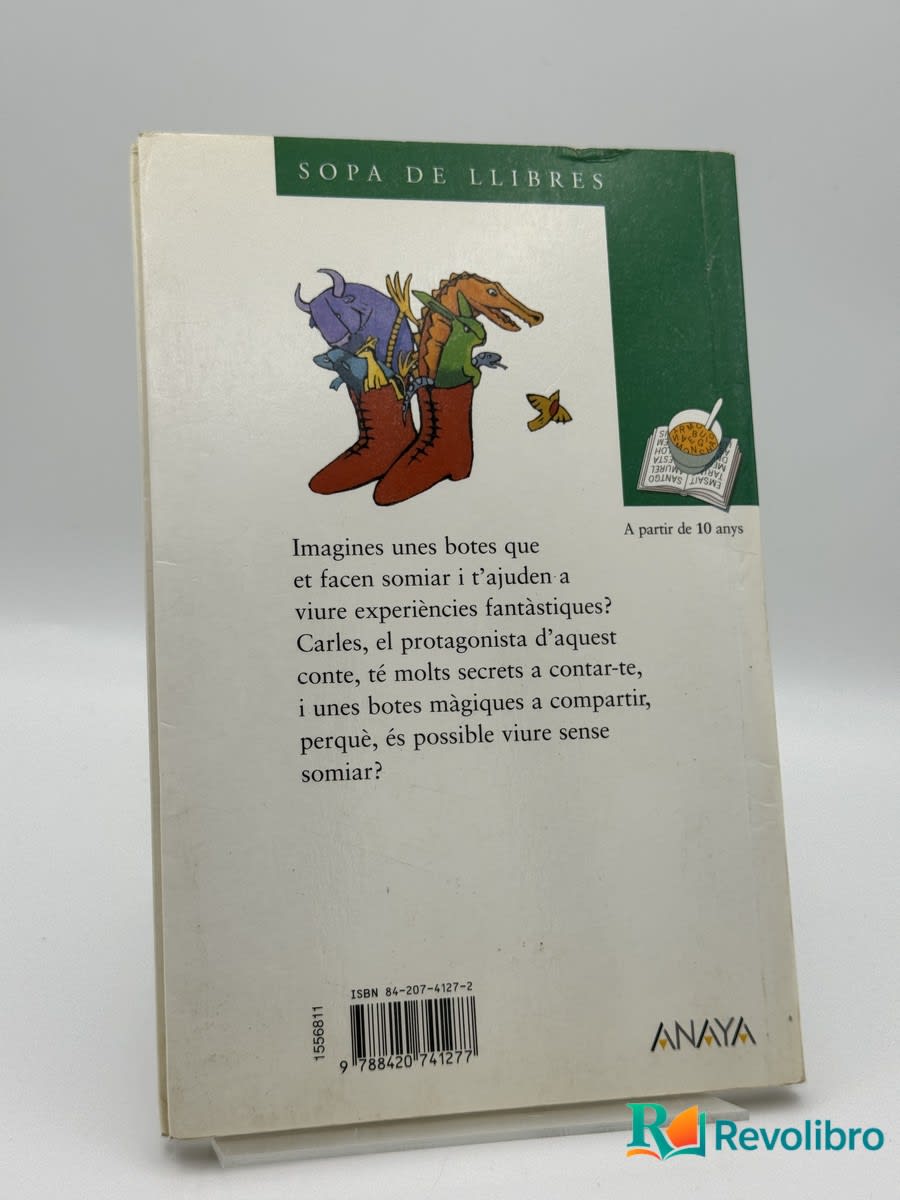 SOPA DE LLIBRES
A partir de 10 anys
Imagines unes botes que
et facen somiar i t'ajuden a
viure experiències fantàstiques?
Carles, el protagonista d'aquest
conte, té molts secrets a contar-te,
i unes botes màgiques a compartir,
perquè, és possible viure sense
somiar?
ISBN 84-207-4127-2
1556811
9 788420 741277
ANAYA
Revolibro